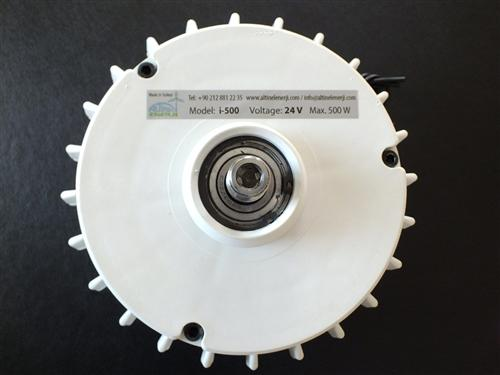 Made in Turkey
Tel: +90 212 881 22 35 www.altinelenerji.com / info@altinelenerji.com
Model: i-500 Voltage: 24 V Max. 500 W